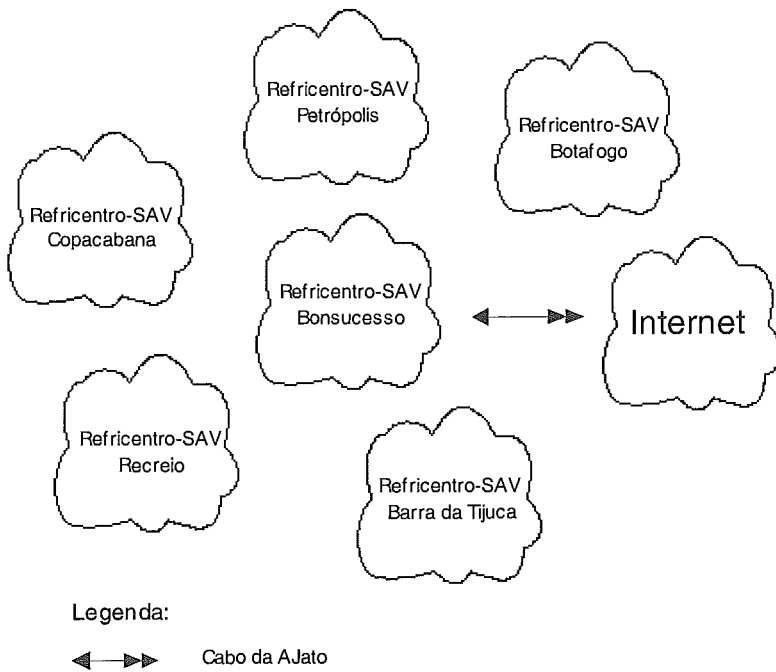 Refricentro-SAV
Petrópolis
Refricentro-SAV
Botafogo
Refricentro-SAV
Copacabana
Refricentro-SAV
Bonsucesso
Internet
Refricentro-SAV
Recreio
Refricentro-SAV
Barra da Tijuca
Legenda:
Cabo da AJato